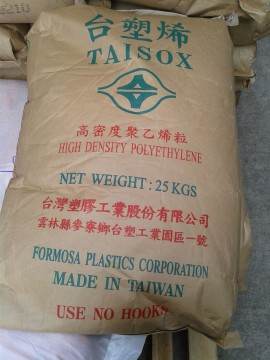 台塑烯
TAISOX
高密度聚乙烯粒
HIGH DENSITY POLYETHYLENE
NET WEIGHT: 25 KGS
台灣塑膠工業股份有限公司
雲林縣麥寮鄉台塑工業園區一號
FORMOSA PLASTICS CORPORATION
MADE IN TAIWAN
USE NO HOOKS